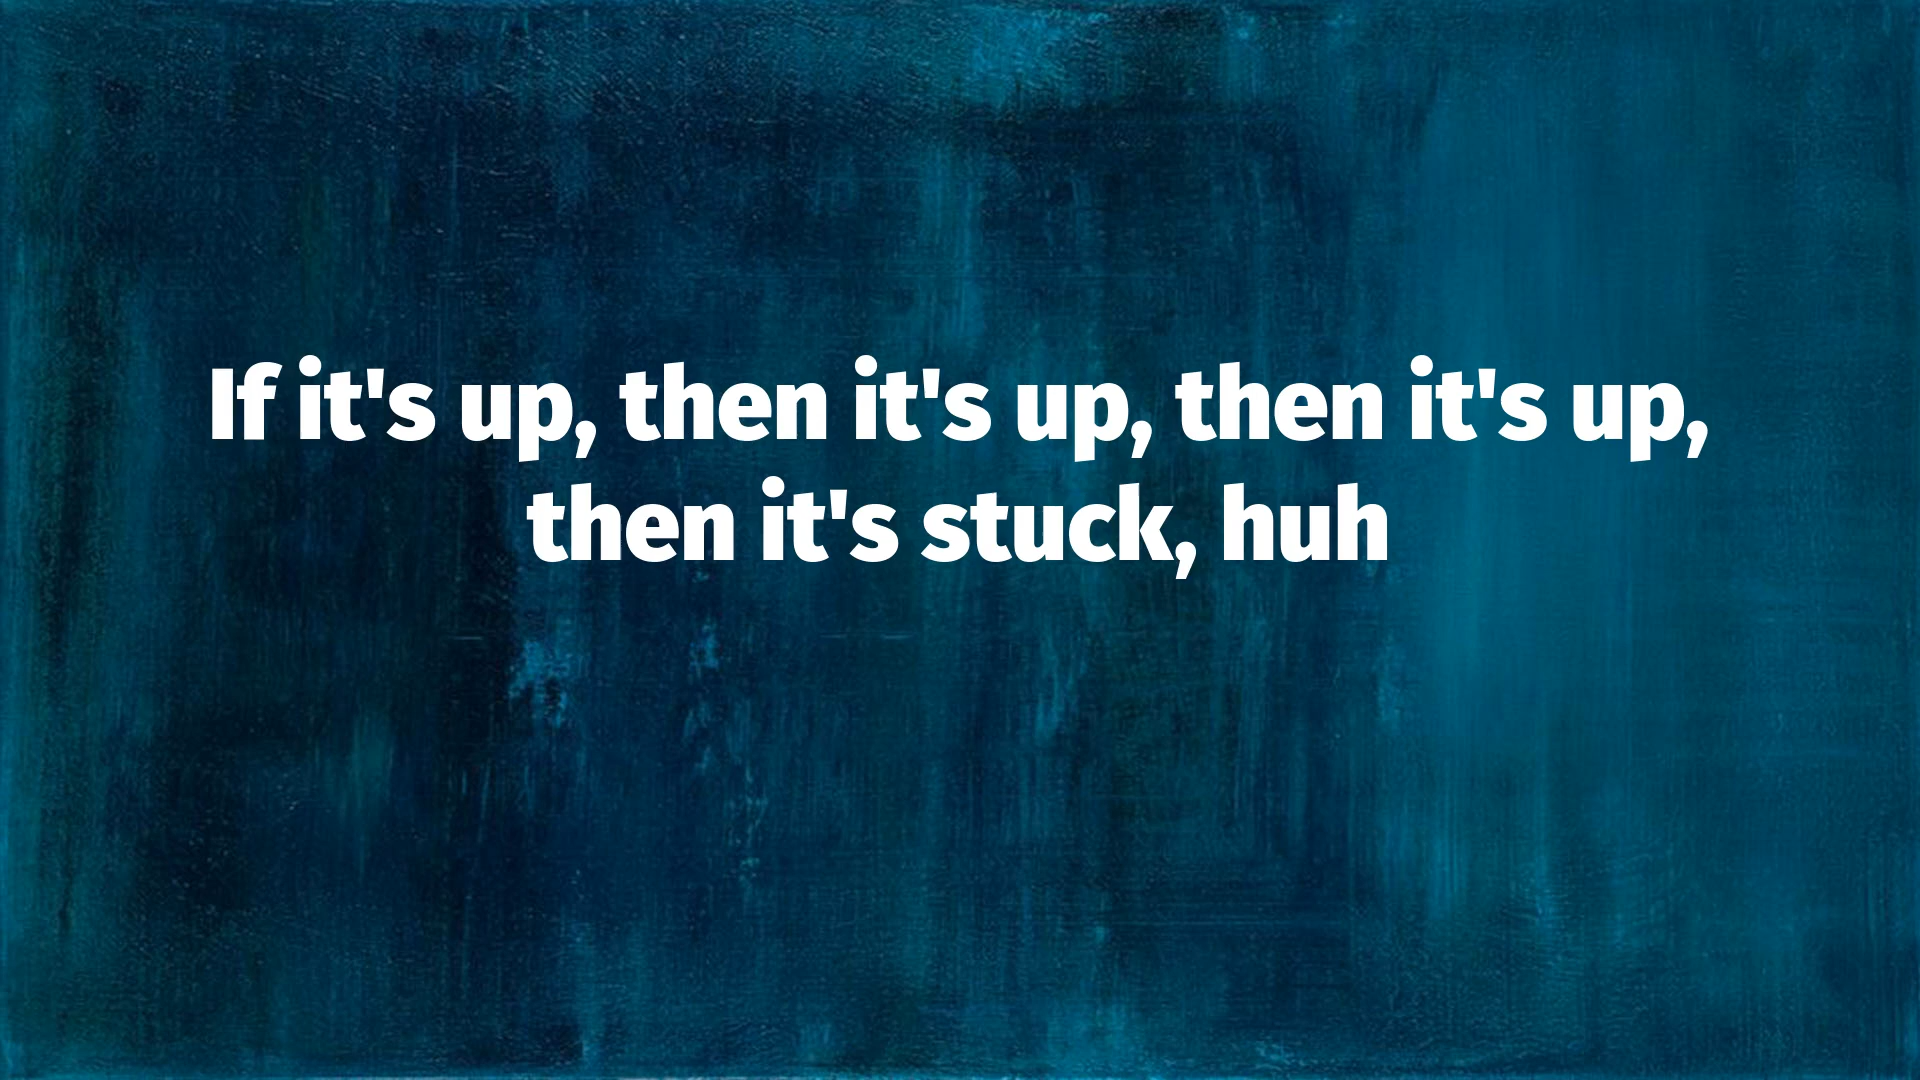 If it's up, then it's up, then it's up,
then it's stuck, huh